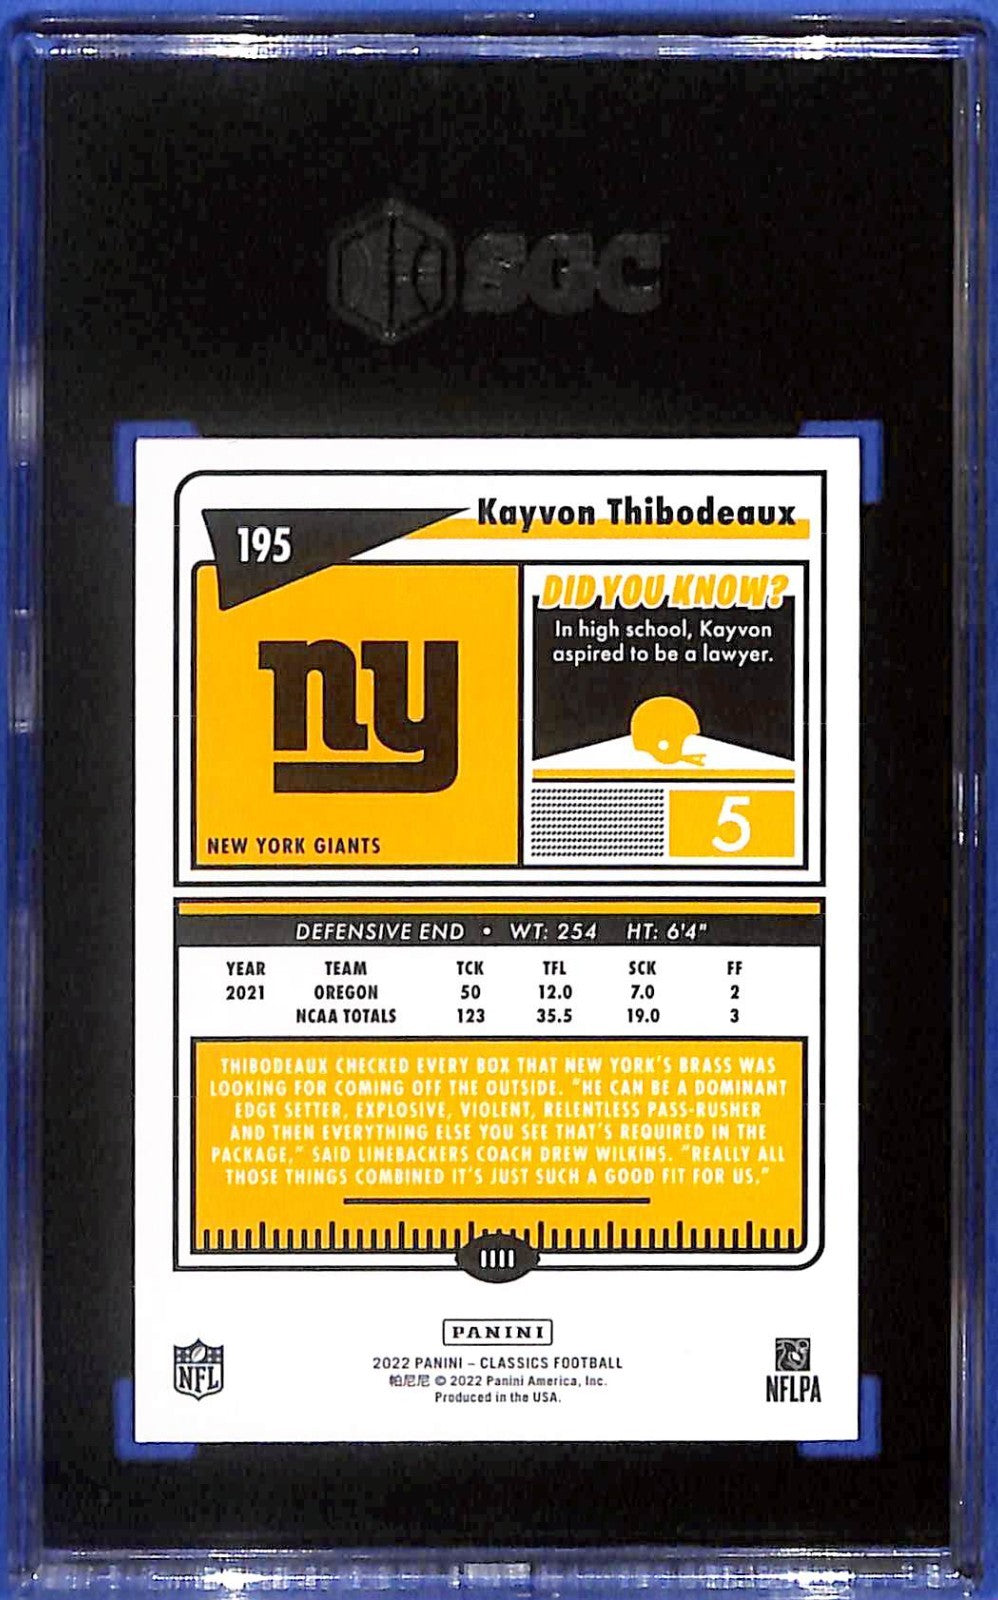 SGC
195
Kayvon Thibodeaux
ny
NEW YORK GIANTS
DID YOU KNOW?
In high school, Kayvon
aspired to be a lawyer.
5
DEFENSIVE END • WT: 254 HT: 6'4"
YEAR TEAM TCK TFL SCK FF
2021 OREGON 50 12.0 7.0 2
NCAA TOTALS 123 35.5 19.0 3
THIBODEAUX CHECKED EVERY BOX THAT NEW YORK'S BRASS WAS
LOOKING FOR COMING OFF THE OUTSIDE. "HE CAN BE A DOMINANT
EDGE SETTER, EXPLOSIVE, VIOLENT, RELENTLESS PASS-RUSHER
AND THEN EVERYTHING ELSE YOU SEE THAT'S REQUIRED IN THE
PACKAGE," SAID LINEBACKERS COACH DREW WILKINS. "REALLY ALL
THOSE THINGS COMBINED IT'S JUST SUCH A GOOD FIT FOR US."
PANINI
2022 PANINI – CLASSICS FOOTBALL
帕尼尼 © 2022 Panini America, Inc.
Produced in the USA.
NFL
NFLPA